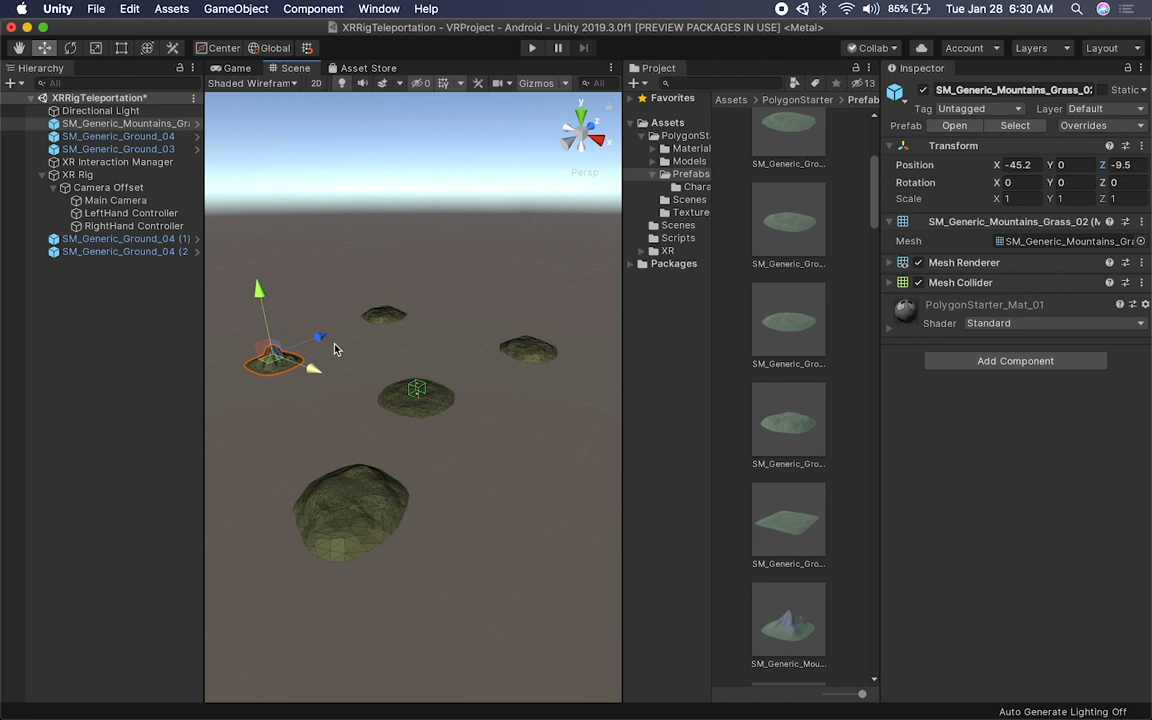 Unity File Edit Assets GameObject Component Window Help 85% Tue Jan 28 6:30 AM
XRRigTeleportation - VRProject - Android - Unity 2019.3.0f1 [PREVIEW PACKAGES IN USE] <Metal>
Center Global Collab Account Layers Layout
Hierarchy
All
XRRigTeleportation*
Directional Light
SM_Generic_Mountains_Gra
SM_Generic_Ground_04
SM_Generic_Ground_03
XR Interaction Manager
XR Rig
Camera Offset
Main Camera
LeftHand Controller
RightHand Controller
SM_Generic_Ground_04 (1)
SM_Generic_Ground_04 (2
Game Scene Asset Store
Shaded Wireframe 2D 0 Gizmos All
y
z
x
Persp
Project
13
Favorites
Assets
PolygonSt
Material
Models
Prefabs
Chara
Scenes
Texture
Scenes
Scripts
XR
Packages
Assets > PolygonStarter > Prefab
SM_Generic_Gro...
SM_Generic_Gro...
SM_Generic_Gro...
SM_Generic_Gro...
SM_Generic_Gro...
SM_Generic_Mou...
Inspector
SM_Generic_Mountains_Grass_02 Static
Tag Untagged Layer Default
Prefab Open Select Overrides
Transform
Position X -45.2 Y 0 Z -9.5
Rotation X 0 Y 0 Z 0
Scale X 1 Y 1 Z 1
SM_Generic_Mountains_Grass_02 (M
Mesh SM_Generic_Mountains_Gra
Mesh Renderer
Mesh Collider
PolygonStarter_Mat_01
Shader Standard
Add Component
Auto Generate Lighting Off